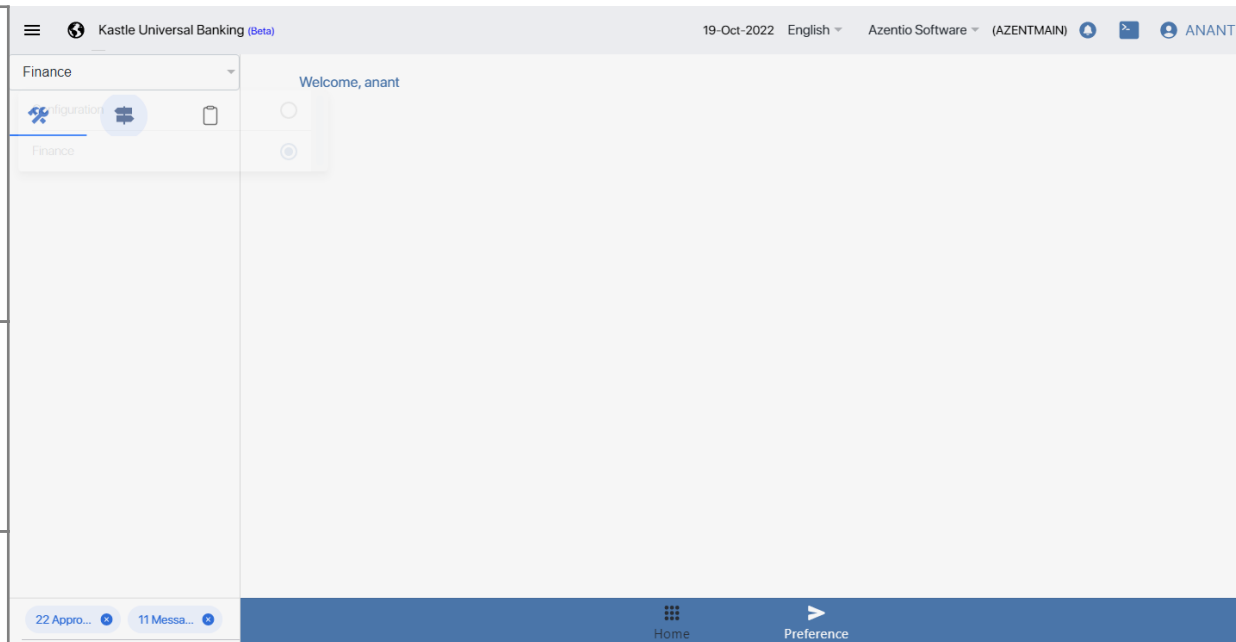 Kastle Universal Banking (Beta) 19-Oct-2022 English Azentio Software (AZENTMAIN) ANANT
Finance
Welcome, anant
Configuration
Finance
22 Appro... 11 Messa...
Home Preference